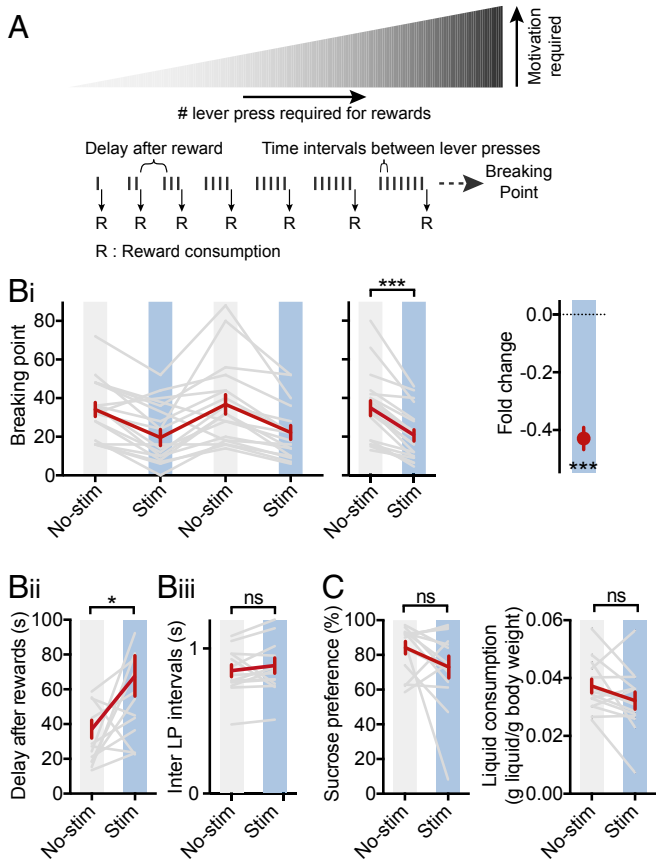 A
Motivation
required
# lever press required for rewards
Delay after reward
Time intervals between lever presses
Breaking
Point
R R R R R R R
R : Reward consumption
Bi
Breaking point
80
60
40
20
0
No-stim
Stim
No-stim
Stim
***
No-stim
Stim
Fold change
0.0
-0.2
-0.4
***
Bii
Delay after rewards (s)
100
80
60
40
20
0
*
No-stim
Stim
Biii
Inter LP intervals (s)
1
0
ns
No-stim
Stim
C
Sucrose preference (%)
100
80
60
40
20
0
ns
No-stim
Stim
Liquid consumption
(g liquid/g body weight)
0.06
0.04
0.02
0.00
ns
No-stim
Stim